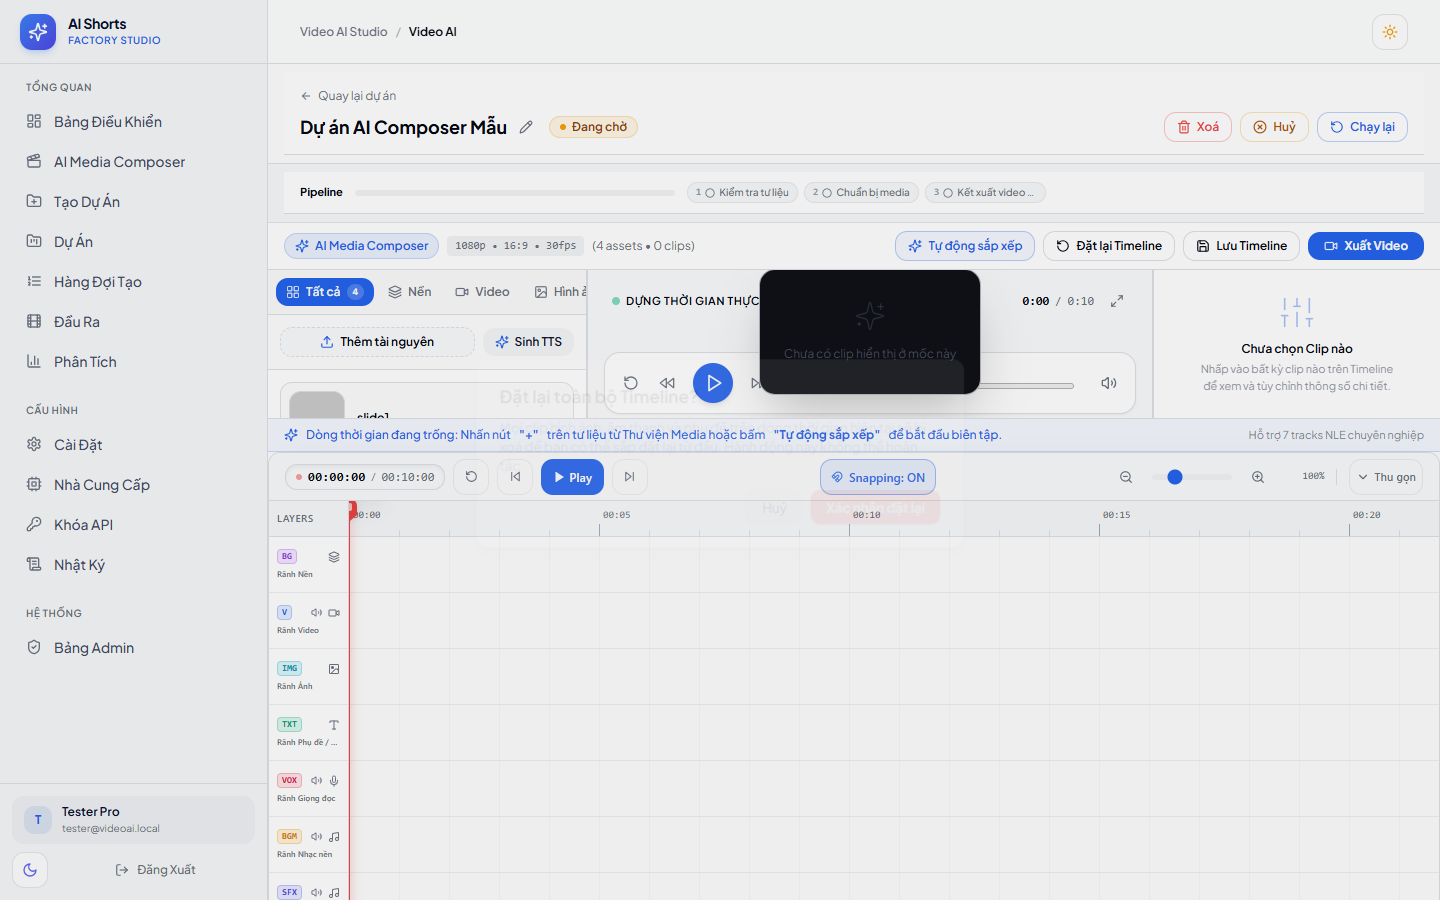 AI Shorts
FACTORY STUDIO
TỔNG QUAN
Bảng Điều Khiển
AI Media Composer
Tạo Dự Án
Dự Án
Hàng Đợi Tạo
Đầu Ra
Phân Tích
CẤU HÌNH
Cài Đặt
Nhà Cung Cấp
Khóa API
Nhật Ký
HỆ THỐNG
Bảng Admin
T
Tester Pro
tester@videoai.local
Đăng Xuất
Video AI Studio / Video AI
Quay lại dự án
Dự án AI Composer Mẫu
Đang chờ
Xoá
Huỷ
Chạy lại
Pipeline
1 Kiểm tra tư liệu
2 Chuẩn bị media
3 Kết xuất video ...
AI Media Composer
1080p • 16:9 • 30fps
(4 assets • 0 clips)
Tự động sắp xếp
Đặt lại Timeline
Lưu Timeline
Xuất Video
Tất cả 4
Nền
Video
Hình ả
Thêm tài nguyên
Sinh TTS
slide1
DỰNG THỜI GIAN THỰC
0:00 / 0:10
Chưa có clip hiển thị ở mốc này
Chưa chọn Clip nào
Nhấp vào bất kỳ clip nào trên Timeline
để xem và tùy chỉnh thông số chi tiết.
Đặt lại toàn bộ Timeline?
Huỷ
Xác nhận đặt lại
Dòng thời gian đang trống: Nhấn nút "+" trên tư liệu từ Thư viện Media hoặc bấm "Tự động sắp xếp" để bắt đầu biên tập.
Hỗ trợ 7 tracks NLE chuyên nghiệp
00:00:00 / 00:10:00
Play
Snapping: ON
100%
Thu gọn
LAYERS
00:00
00:05
00:10
00:15
00:20
BG
Rãnh Nền
V
Rãnh Video
IMG
Rãnh Ảnh
TXT
Rãnh Phụ đề / ...
VOX
Rãnh Giọng đọc
BGM
Rãnh Nhạc nền
SFX